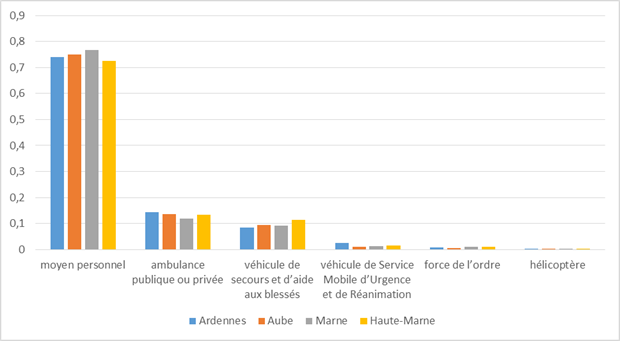 0,9
0,8
0,7
0,6
0,5
0,4
0,3
0,2
0,1
0
moyen personnel
ambulance
publique ou privée
véhicule de
secours et d'aide
aux blessés
véhicule de Service
Mobile d'Urgence
et de Réanimation
force de l'ordre
hélicoptère
Ardennes Aube Marne Haute-Marne